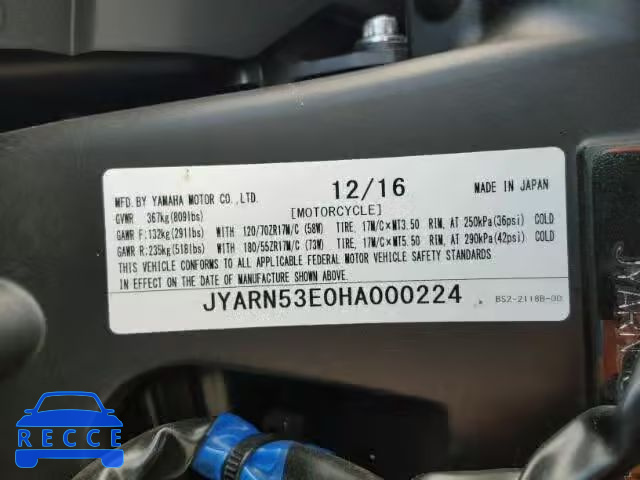 MFD. BY YAMAHA MOTOR CO., LTD. 12/16 MADE IN JAPAN
GVWR 367kg(809lbs) [MOTORCYCLE]
GAWR F: 132kg(291lbs) WITH 120/70ZR17M/C (58W) TIRE, 17M/C×MT3.50 RIM, AT 250kPa(36psi) COLD
GAWR R: 235kg(518lbs) WITH 180/55ZR17M/C (73W) TIRE, 17M/C×MT5.50 RIM, AT 290kPa(42psi) COLD
THIS VEHICLE CONFORMS TO ALL APPLICABLE FEDERAL MOTOR VEHICLE SAFETY STANDARDS
IN EFFECT ON THE DATE OF MANUFACTURE SHOWN ABOVE.
JYARN53E0HA000224 BS2-2118B-00
RECCE